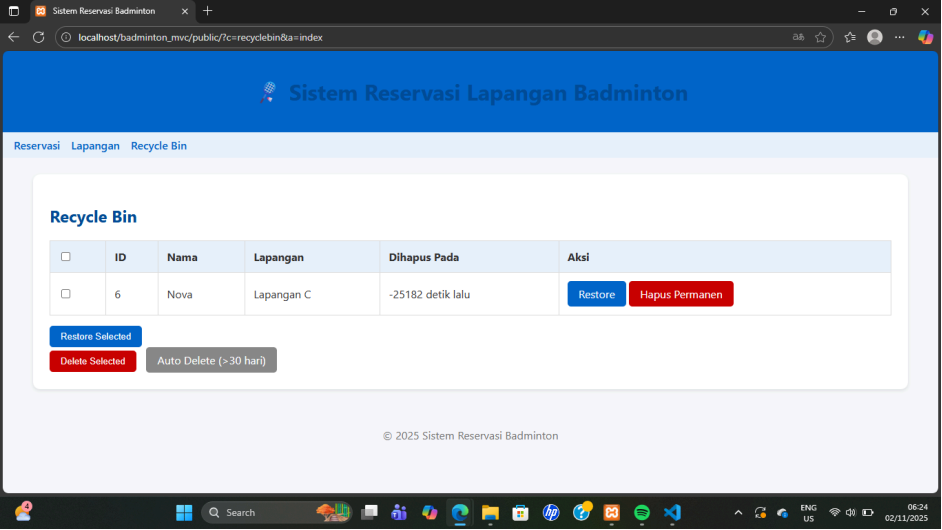 Sistem Reservasi Badminton
localhost/badminton_mvc/public/?c=recyclebin&a=index
Sistem Reservasi Lapangan Badminton
Reservasi Lapangan Recycle Bin
Recycle Bin
ID Nama Lapangan Dihapus Pada Aksi
6 Nova Lapangan C -25182 detik lalu Restore Hapus Permanen
Restore Selected
Delete Selected Auto Delete (>30 hari)
© 2025 Sistem Reservasi Badminton
4
Search
ENG
US
06:24
02/11/2025